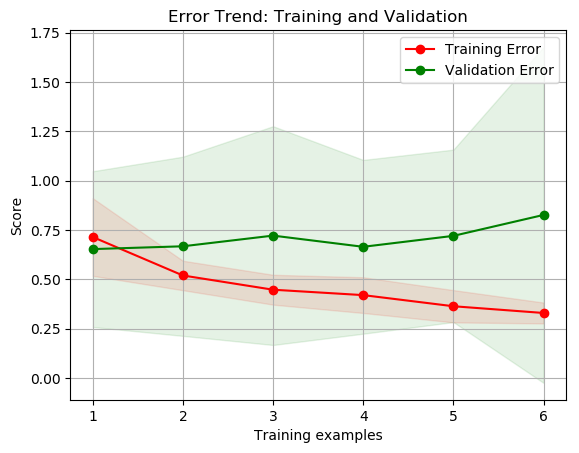 Error Trend: Training and Validation
1.75
1.50
1.25
1.00
0.75
0.50
0.25
0.00
Score
Training Error
Validation Error
1 2 3 4 5 6
Training examples